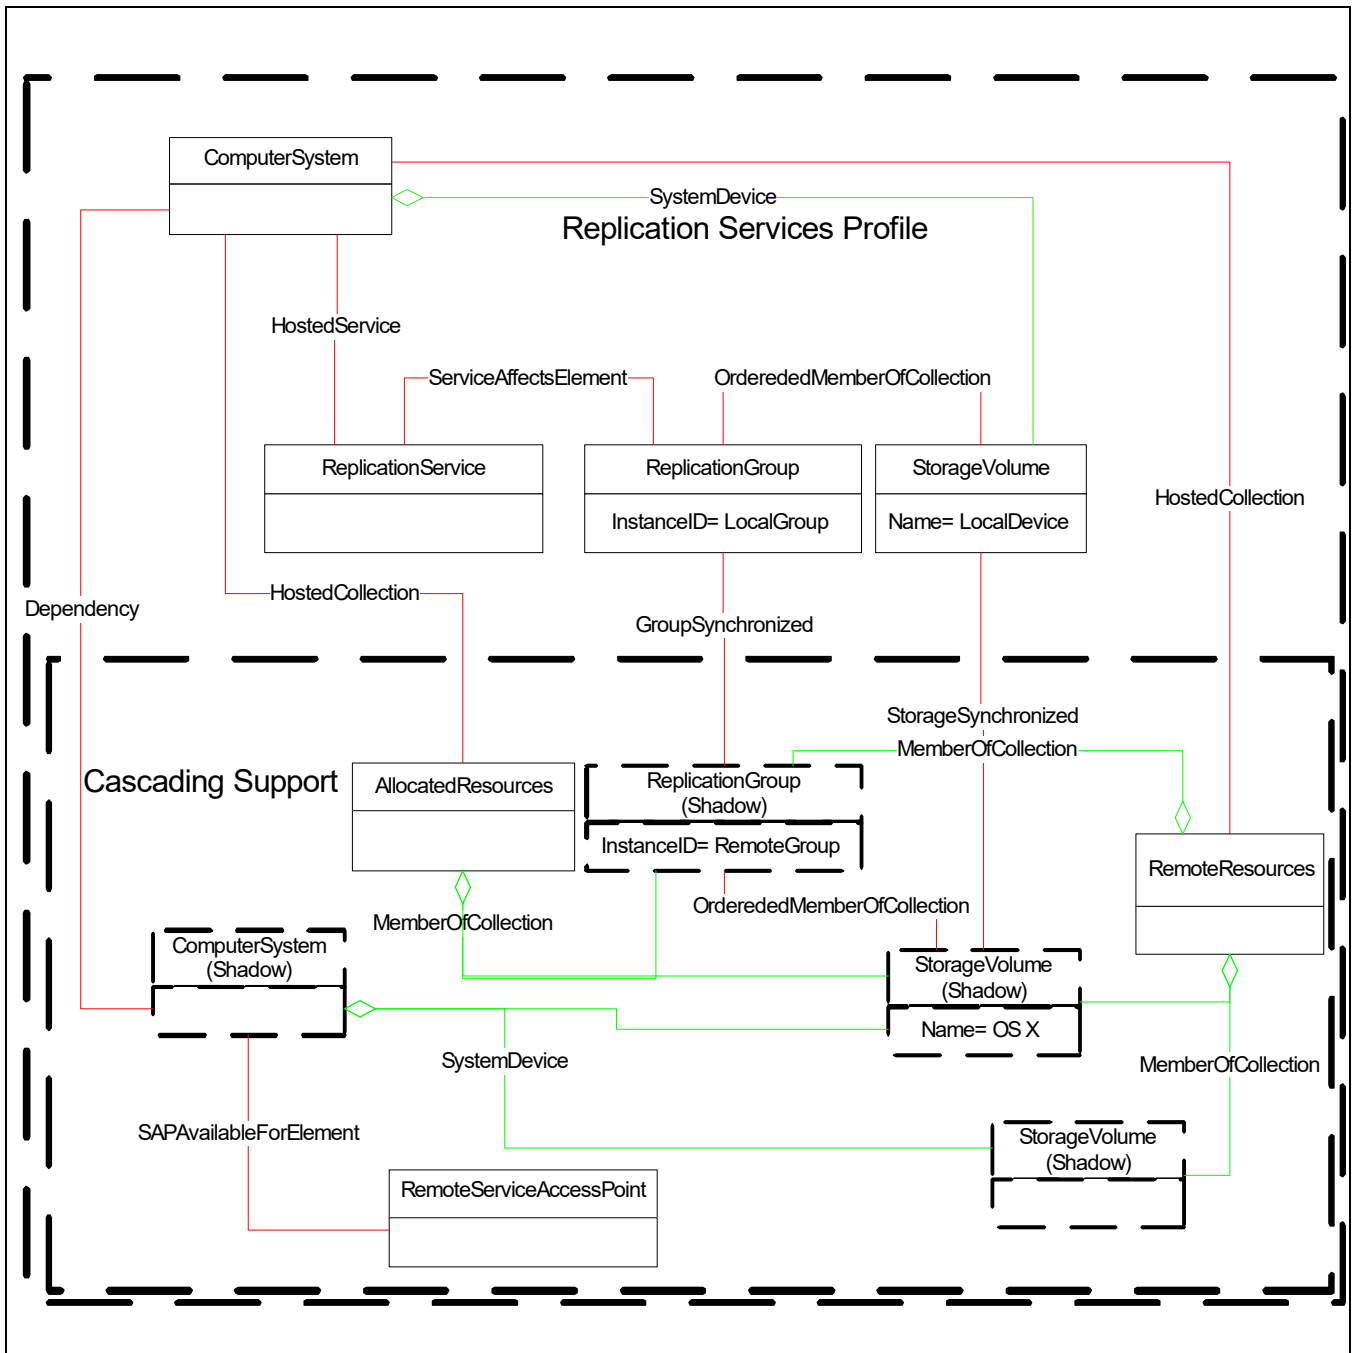 ComputerSystem
SystemDevice
Replication Services Profile
HostedService
ServiceAffectsElement
OrderededMemberOfCollection
ReplicationService
ReplicationGroup
StorageVolume
InstanceID= LocalGroup
Name= LocalDevice
HostedCollection
HostedCollection
Dependency
GroupSynchronized
StorageSynchronized
MemberOfCollection
Cascading Support
AllocatedResources
ReplicationGroup
(Shadow)
InstanceID= RemoteGroup
RemoteResources
MemberOfCollection
OrderededMemberOfCollection
ComputerSystem
(Shadow)
StorageVolume
(Shadow)
Name= OS X
SystemDevice
MemberOfCollection
SAPAvailableForElement
StorageVolume
(Shadow)
RemoteServiceAccessPoint